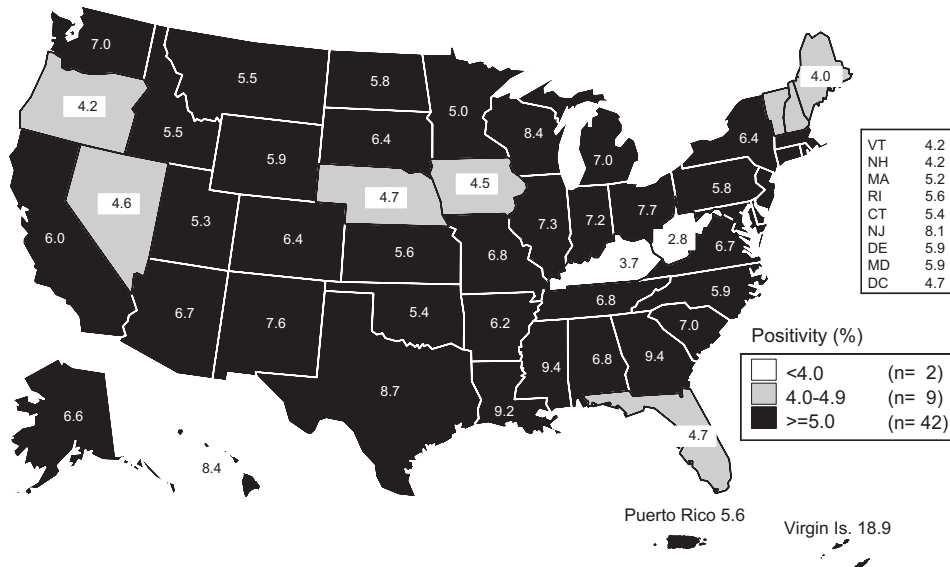 7.0
4.2
5.5
5.5
5.8
5.0
8.4
7.0
6.4
4.0
5.9
6.4
4.7
4.5
4.6
5.3
6.4
5.6
6.8
7.3
7.2
7.7
5.8
2.8
6.7
3.7
6.0
6.7
7.6
5.4
6.2
6.8
5.9
7.0
8.7
9.2
9.4
6.8
9.4
4.7
6.6
8.4
VT 4.2
NH 4.2
MA 5.2
RI 5.6
CT 5.4
NJ 8.1
DE 5.9
MD 5.9
DC 4.7
Positivity (%)
<4.0 (n= 2)
4.0-4.9 (n= 9)
>=5.0 (n= 42)
Puerto Rico 5.6
Virgin Is. 18.9